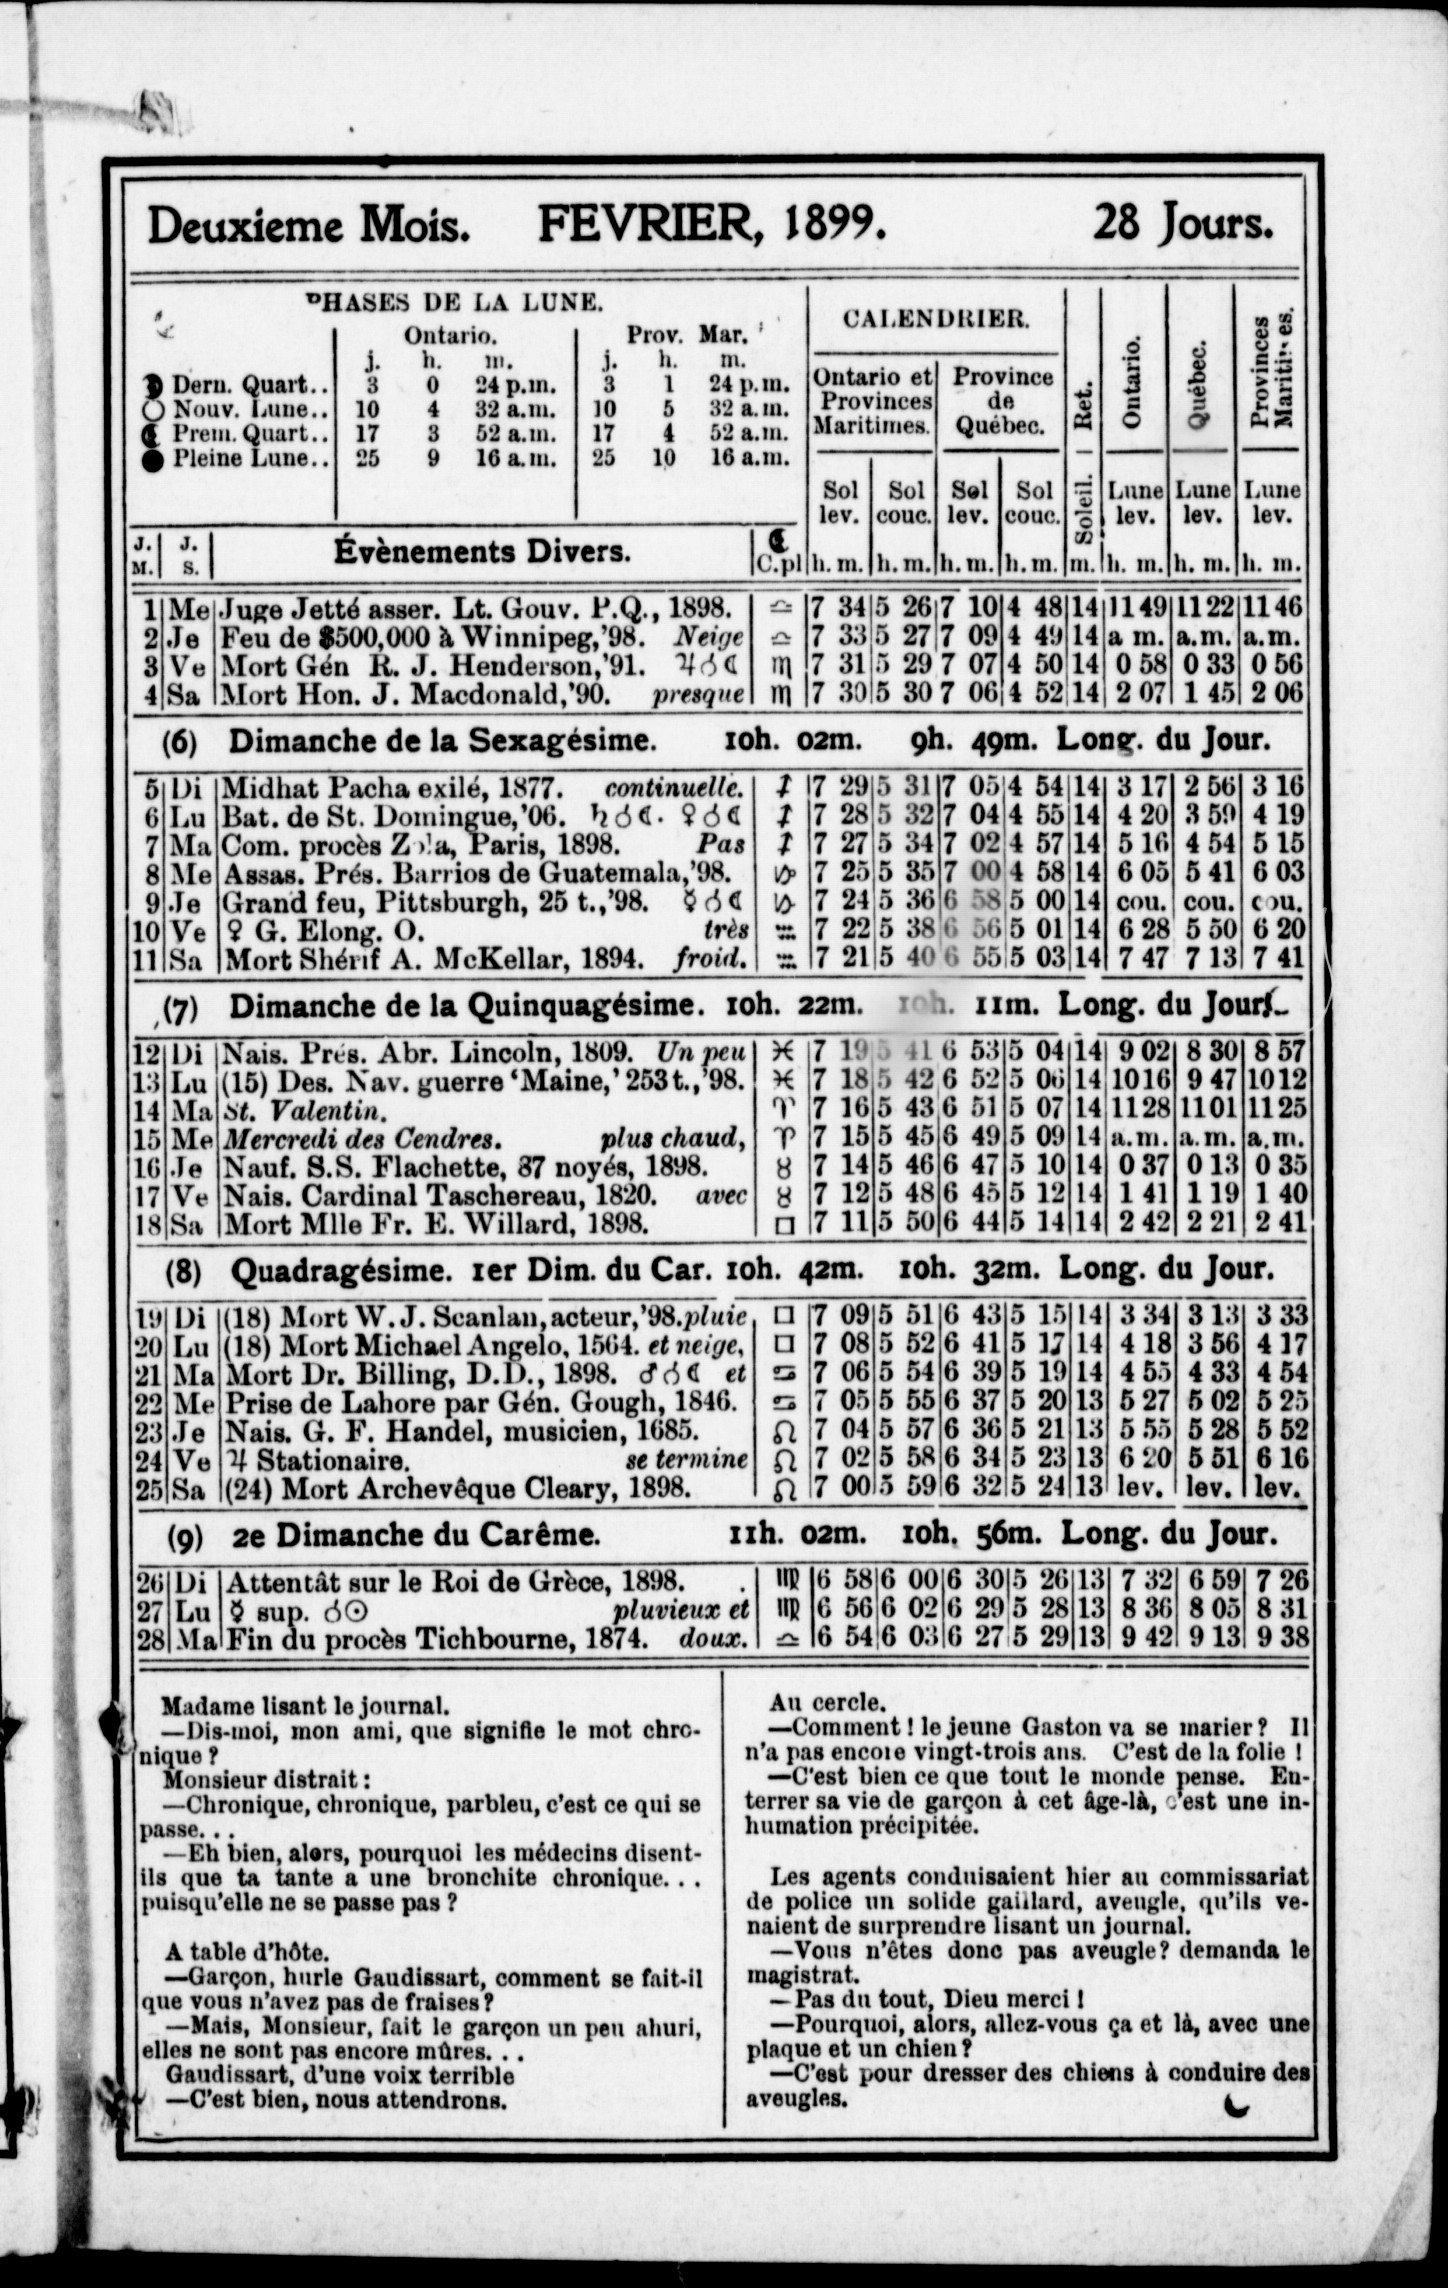 Deuxieme Mois. FEVRIER, 1899. 28 Jours.
PHASES DE LA LUNE.
Ontario. Prov. Mar.
j. h. m. j. h. m.
Dern. Quart.. 3 0 24 p.m. 3 1 24 p.m.
Nouv. Lune.. 10 4 32 a.m. 10 5 32 a.m.
Prem. Quart.. 17 3 52 a.m. 17 4 52 a.m.
Pleine Lune.. 25 9 16 a.m. 25 10 16 a.m.
CALENDRIER.
Ontario et Provinces Maritimes.
Province de Québec.
Soleil. | Ret.
Ontario.
Québec.
Provinces Maritimes.
Sol lev. Sol couc. Sol lev. Sol couc. Lune lev. Lune lev. Lune lev.
J. M. J. S. Évènements Divers. ☾ C.pl h. m. h. m. h. m. h. m. m. h. m. h. m. h. m.
1 Me Juge Jetté asser. Lt. Gouv. P.Q., 1898. ♎ 7 34 5 26 7 10 4 48 14 11 49 11 22 11 46
2 Je Feu de $500,000 à Winnipeg,'98. Neige ♎ 7 33 5 27 7 09 4 49 14 a m. a.m. a.m.
3 Ve Mort Gén R. J. Henderson,'91. ♃☌☾ ♏ 7 31 5 29 7 07 4 50 14 0 58 0 33 0 56
4 Sa Mort Hon. J. Macdonald,'90. presque ♏ 7 30 5 30 7 06 4 52 14 2 07 1 45 2 06
(6) Dimanche de la Sexagésime. 10h. 02m. 9h. 49m. Long. du Jour.
5 Di Midhat Pacha exilé, 1877. continuelle. ♐ 7 29 5 31 7 05 4 54 14 3 17 2 56 3 16
6 Lu Bat. de St. Domingue,'06. ♄☌☾. ♀☌☾ ♐ 7 28 5 32 7 04 4 55 14 4 20 3 59 4 19
7 Ma Com. procès Zola, Paris, 1898. Pas ♐ 7 27 5 34 7 02 4 57 14 5 16 4 54 5 15
8 Me Assas. Prés. Barrios de Guatemala,'98. ♑ 7 25 5 35 7 00 4 58 14 6 05 5 41 6 03
9 Je Grand feu, Pittsburgh, 25 t.,'98. ☿☌☾ ♑ 7 24 5 36 6 58 5 00 14 cou. cou. cou.
10 Ve ♀ G. Elong. O. très ♒ 7 22 5 38 6 56 5 01 14 6 28 5 50 6 20
11 Sa Mort Shérif A. McKellar, 1894. froid. ♒ 7 21 5 40 6 55 5 03 14 7 47 7 13 7 41
(7) Dimanche de la Quinquagésime. 10h. 22m. 10h. 11m. Long. du Jour.
12 Di Nais. Prés. Abr. Lincoln, 1809. Un peu ♓ 7 19 5 41 6 53 5 04 14 9 02 8 30 8 57
13 Lu (15) Des. Nav. guerre ‘Maine,’ 253 t.,'98. ♓ 7 18 5 42 6 52 5 06 14 10 16 9 47 10 12
14 Ma St. Valentin. ♈ 7 16 5 43 6 51 5 07 14 11 28 11 01 11 25
15 Me Mercredi des Cendres. plus chaud, ♈ 7 15 5 45 6 49 5 09 14 a.m. a.m. a.m.
16 Je Nauf. S.S. Flachette, 87 noyés, 1898. ♉ 7 14 5 46 6 47 5 10 14 0 37 0 13 0 35
17 Ve Nais. Cardinal Taschereau, 1820. avec ♉ 7 12 5 48 6 45 5 12 14 1 41 1 19 1 40
18 Sa Mort Mlle Fr. E. Willard, 1898. □ 7 11 5 50 6 44 5 14 14 2 42 2 21 2 41
(8) Quadragésime. 1er Dim. du Car. 10h. 42m. 10h. 32m. Long. du Jour.
19 Di (18) Mort W. J. Scanlan, acteur,'98. pluie □ 7 09 5 51 6 43 5 15 14 3 34 3 13 3 33
20 Lu (18) Mort Michael Angelo, 1564. et neige, □ 7 08 5 52 6 41 5 17 14 4 18 3 56 4 17
21 Ma Mort Dr. Billing, D.D., 1898. ♂☌☾ et ♋ 7 06 5 54 6 39 5 19 14 4 55 4 33 4 54
22 Me Prise de Lahore par Gén. Gough, 1846. ♋ 7 05 5 55 6 37 5 20 13 5 27 5 02 5 25
23 Je Nais. G. F. Handel, musicien, 1685. ♌ 7 04 5 57 6 36 5 21 13 5 55 5 28 5 52
24 Ve ♃ Stationaire. se termine ♌ 7 02 5 58 6 34 5 23 13 6 20 5 51 6 16
25 Sa (24) Mort Archevêque Cleary, 1898. ♌ 7 00 5 59 6 32 5 24 13 lev. lev. lev.
(9) 2e Dimanche du Carême. 11h. 02m. 10h. 56m. Long. du Jour.
26 Di Attentât sur le Roi de Grèce, 1898. ♍ 6 58 6 00 6 30 5 26 13 7 32 6 59 7 26
27 Lu ☿ sup. ☌☉ pluvieux et ♍ 6 56 6 02 6 29 5 28 13 8 36 8 05 8 31
28 Ma Fin du procès Tichbourne, 1874. doux. ♎ 6 54 6 03 6 27 5 29 13 9 42 9 13 9 38
Madame lisant le journal.
—Dis-moi, mon ami, que signifie le mot chro-
nique ?
Monsieur distrait :
—Chronique, chronique, parbleu, c'est ce qui se
passe. . .
—Eh bien, alors, pourquoi les médecins disent-
ils que ta tante a une bronchite chronique. . .
puisqu'elle ne se passe pas ?
A table d'hôte.
—Garçon, hurle Gaudissart, comment se fait-il
que vous n'avez pas de fraises ?
—Mais, Monsieur, fait le garçon un peu ahuri,
elles ne sont pas encore mûres. . .
Gaudissart, d'une voix terrible
—C'est bien, nous attendrons.
Au cercle.
—Comment ! le jeune Gaston va se marier ? Il
n'a pas encore vingt-trois ans. C'est de la folie !
—C'est bien ce que tout le monde pense. En-
terrer sa vie de garçon à cet âge-là, c'est une in-
humation précipitée.
Les agents conduisaient hier au commissariat
de police un solide gaillard, aveugle, qu'ils ve-
naient de surprendre lisant un journal.
—Vous n'êtes donc pas aveugle ? demanda le
magistrat.
—Pas du tout, Dieu merci !
—Pourquoi, alors, allez-vous ça et là, avec une
plaque et un chien ?
—C'est pour dresser des chiens à conduire des
aveugles.